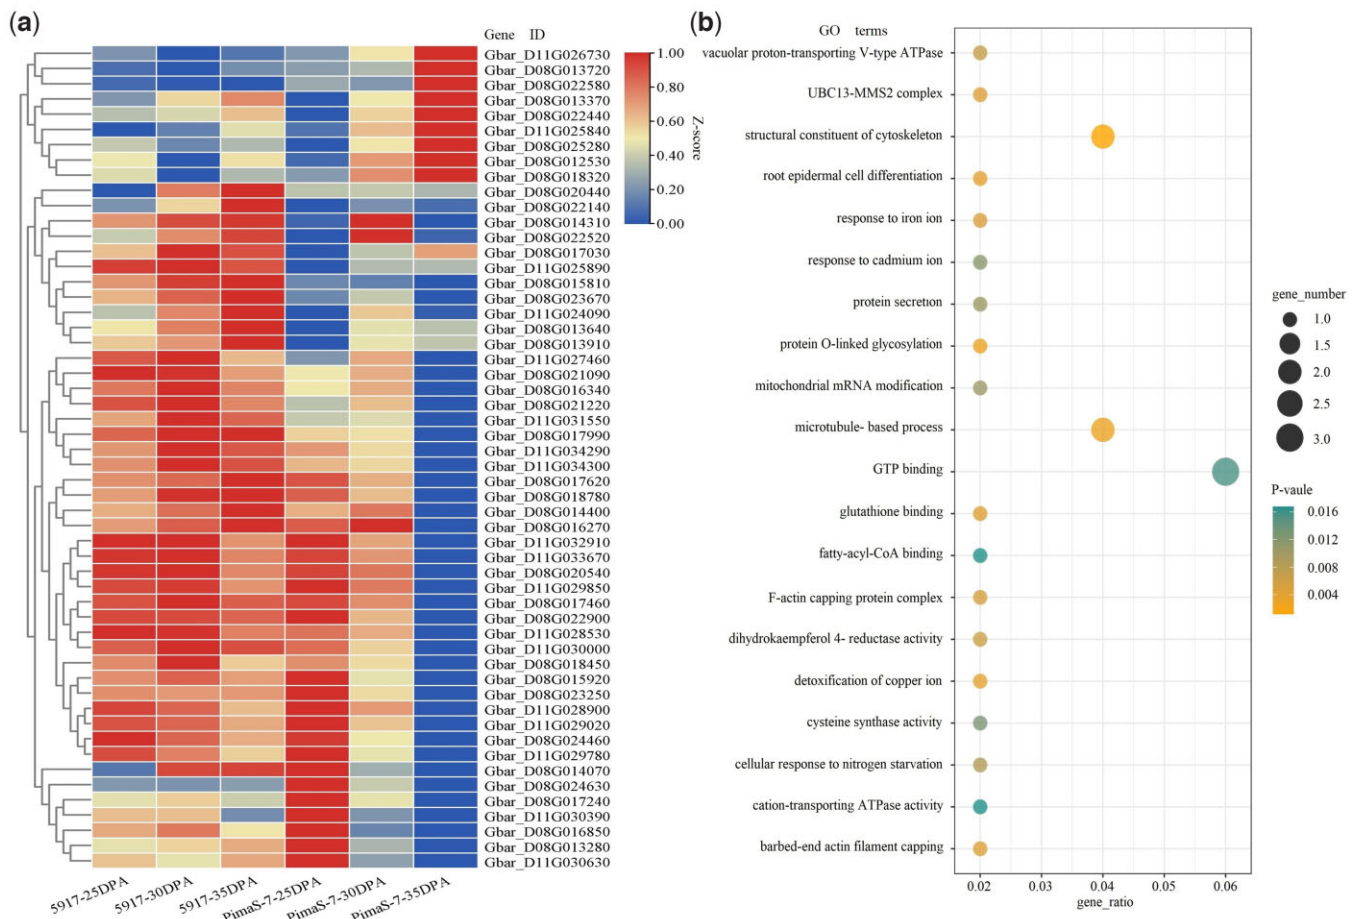 (a)
Gene ID
Gbar_D11G026730
Gbar_D08G013720
Gbar_D08G022580
Gbar_D08G013370
Gbar_D08G022440
Gbar_D11G025840
Gbar_D08G025280
Gbar_D08G012530
Gbar_D08G018320
Gbar_D08G020440
Gbar_D08G022140
Gbar_D08G014310
Gbar_D08G022520
Gbar_D08G017030
Gbar_D11G025890
Gbar_D08G015810
Gbar_D08G023670
Gbar_D11G024090
Gbar_D08G013640
Gbar_D08G013910
Gbar_D11G027460
Gbar_D08G021090
Gbar_D08G016340
Gbar_D08G021220
Gbar_D11G031550
Gbar_D08G017990
Gbar_D11G034290
Gbar_D11G034300
Gbar_D08G017620
Gbar_D08G018780
Gbar_D08G014400
Gbar_D08G016270
Gbar_D11G032910
Gbar_D11G033670
Gbar_D08G020540
Gbar_D11G029850
Gbar_D08G017460
Gbar_D08G022900
Gbar_D11G028530
Gbar_D11G030000
Gbar_D08G018450
Gbar_D08G015920
Gbar_D08G023250
Gbar_D11G028900
Gbar_D11G029020
Gbar_D08G024460
Gbar_D11G029780
Gbar_D08G014070
Gbar_D08G024630
Gbar_D08G017240
Gbar_D11G030390
Gbar_D08G016850
Gbar_D08G013280
Gbar_D11G030630
1.00
0.80
0.60
0.40
0.20
0.00
Z-score
5917-25DPA
5917-30DPA
5917-35DPA
PimaS-7-25DPA
PimaS-7-30DPA
PimaS-7-35DPA
(b)
GO terms
vacuolar proton-transporting V-type ATPase
UBC13-MMS2 complex
structural constituent of cytoskeleton
root epidermal cell differentiation
response to iron ion
response to cadmium ion
protein secretion
protein O-linked glycosylation
mitochondrial mRNA modification
microtubule- based process
GTP binding
glutathione binding
fatty-acyl-CoA binding
F-actin capping protein complex
dihydrokaempferol 4- reductase activity
detoxification of copper ion
cysteine synthase activity
cellular response to nitrogen starvation
cation-transporting ATPase activity
barbed-end actin filament capping
0.02
0.03
0.04
0.05
0.06
gene_ratio
gene_number
1.0
1.5
2.0
2.5
3.0
P-vaule
0.016
0.012
0.008
0.004